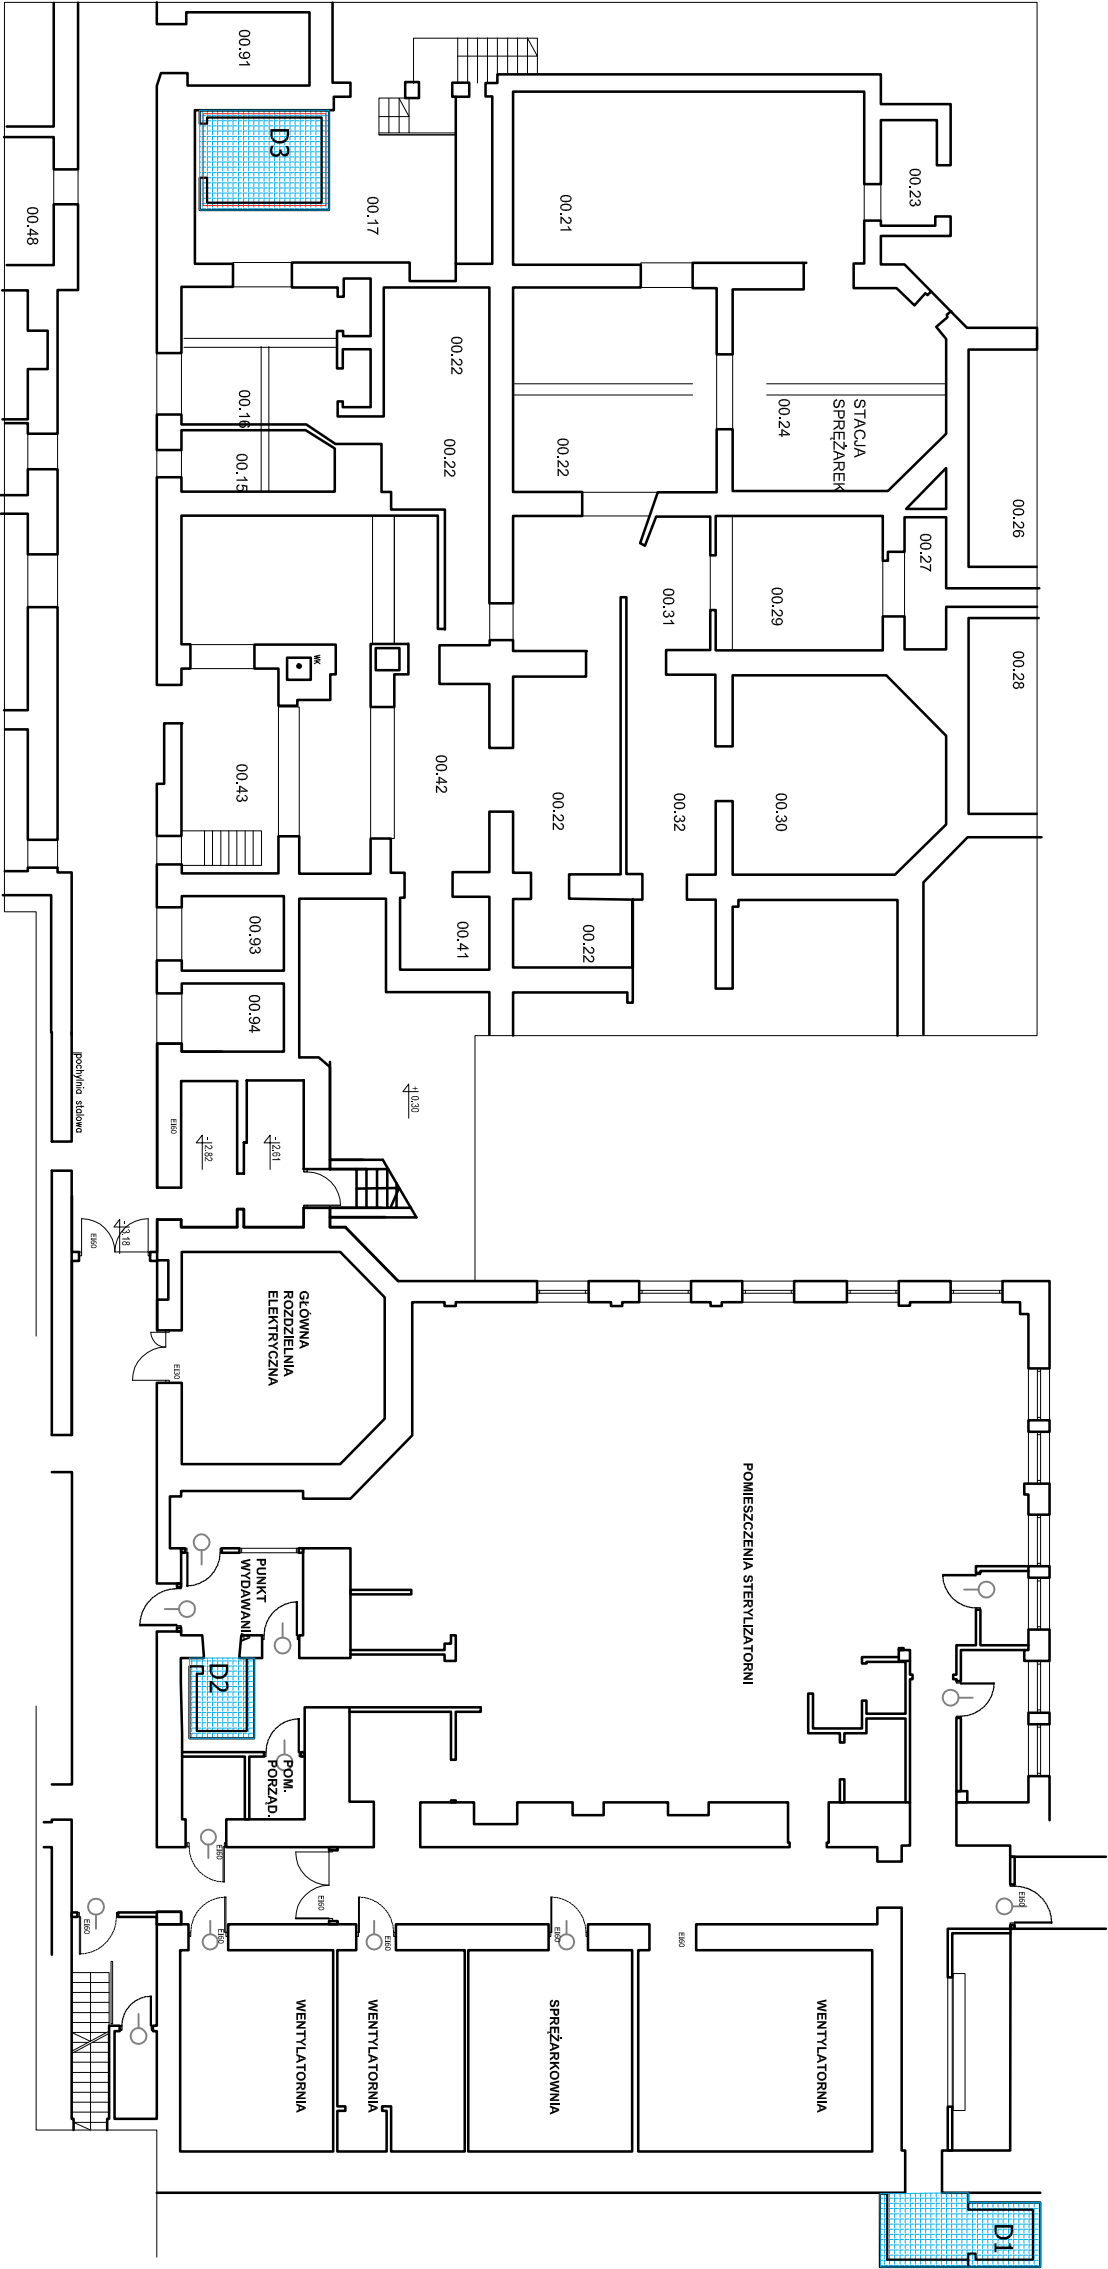 00.91
D3
00.48
00.17
00.21
00.23
00.22
00.16
00.15
00.22
00.22
00.24
STACJA
SPRĘŻAREK
00.26
00.27
00.31
00.29
00.28
WK
00.43
00.42
00.22
00.32
00.30
00.93
00.41
00.22
00.94
pochylnia stalowa
+0.30
EI60
-2.82
-2.61
-3.18
EI60
GŁÓWNA
ROZDZIELNIA
ELEKTRYCZNA
EI30
POMIESZCZENIA STERYLIZATORNI
PUNKT
WYDAWANIA
D2
POM.
PORZĄD.
EI60
EI60
EI60
EI60
EI60
EI60
EI60
EI60
WENTYLATORNIA
WENTYLATORNIA
SPRĘŻARKOWNIA
WENTYLATORNIA
D1